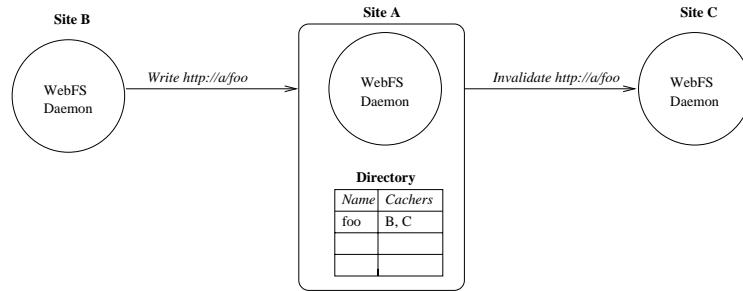 Site B
Site A
Site C
WebFS
Daemon
Write http://a/foo
WebFS
Daemon
Invalidate http://a/foo
WebFS
Daemon
Directory
Name Cachers
foo B, C